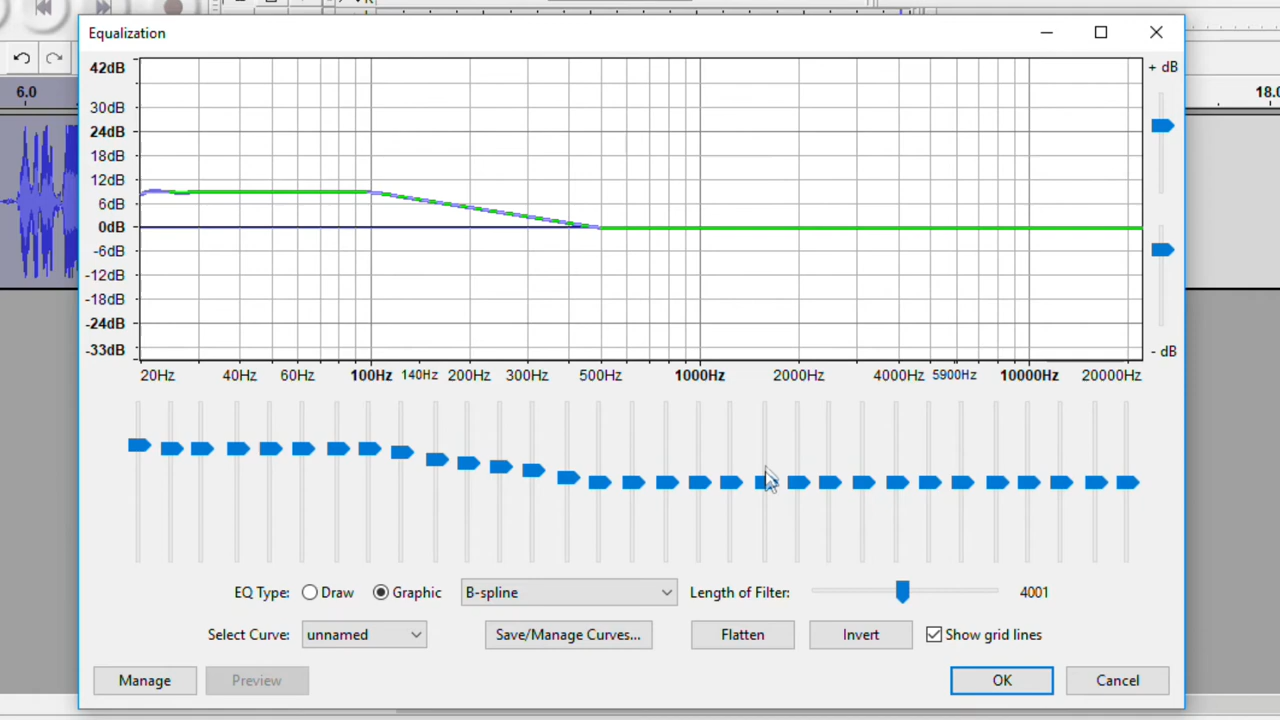 Equalization
6.0
18.0
42dB
30dB
24dB
18dB
12dB
6dB
0dB
-6dB
-12dB
-18dB
-24dB
-33dB
+ dB
- dB
20Hz 40Hz 60Hz 100Hz 140Hz 200Hz 300Hz 500Hz 1000Hz 2000Hz 4000Hz 5900Hz 10000Hz 20000Hz
EQ Type: Draw Graphic B-spline Length of Filter: 4001
Select Curve: unnamed Save/Manage Curves... Flatten Invert Show grid lines
Manage Preview OK Cancel